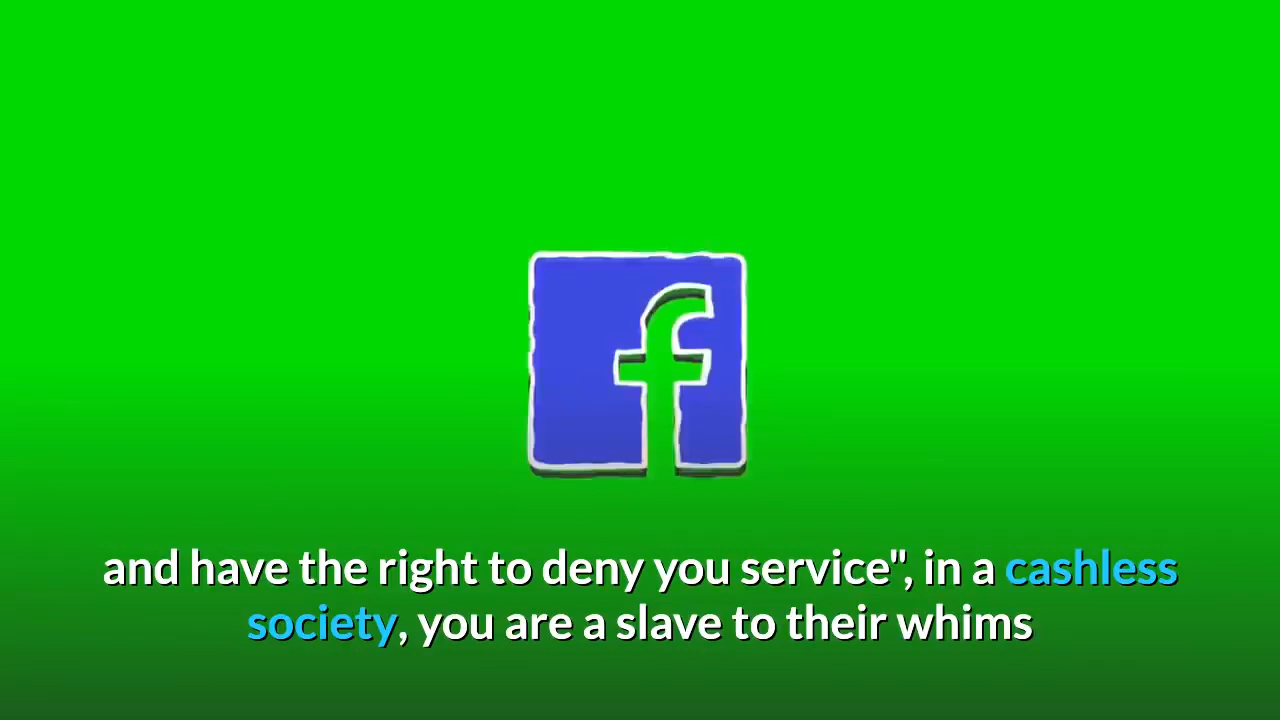 f
and have the right to deny you service", in a cashless
society, you are a slave to their whims